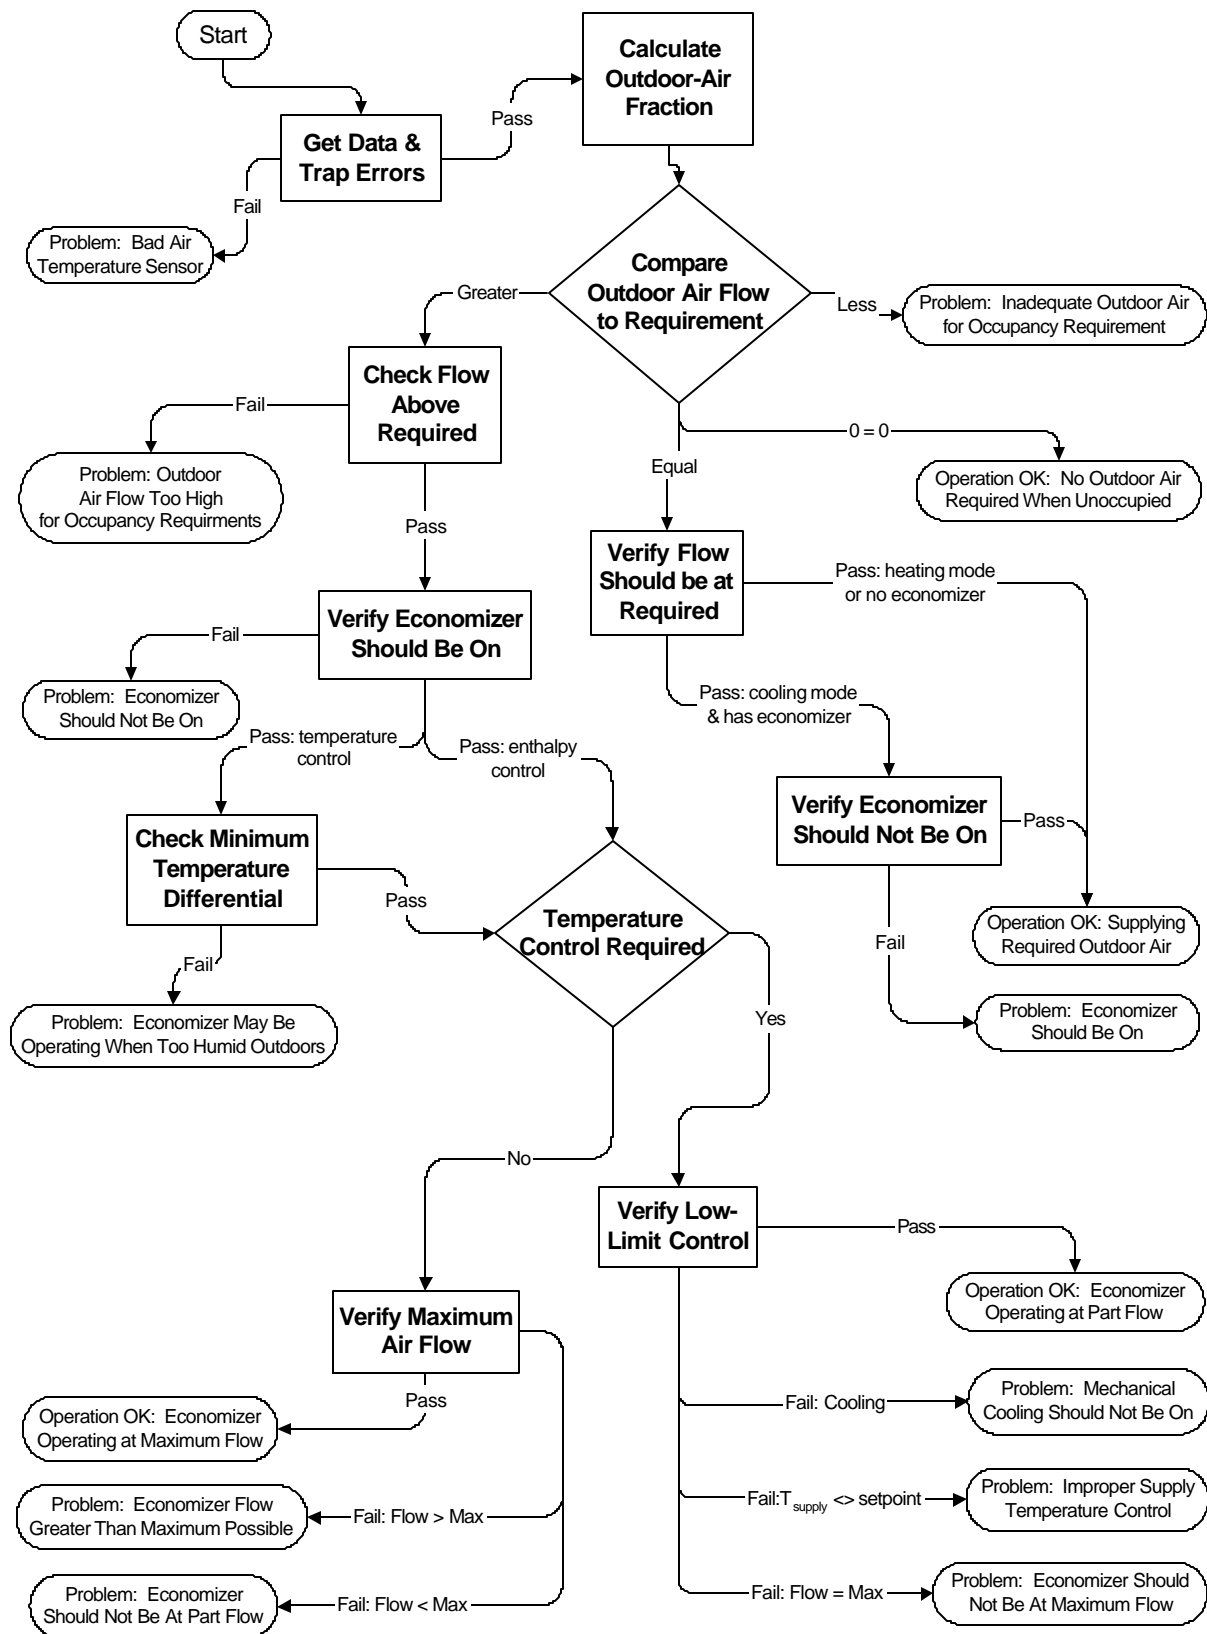 Start
Calculate
Outdoor-Air
Fraction
Pass
Get Data &
Trap Errors
Fail
Problem: Bad Air
Temperature Sensor
Compare
Outdoor Air Flow
to Requirement
Greater
Less
Problem: Inadequate Outdoor Air
for Occupancy Requirement
Check Flow
Above
Required
Fail
0 = 0
Equal
Problem: Outdoor
Air Flow Too High
for Occupancy Requirments
Operation OK: No Outdoor Air
Required When Unoccupied
Pass
Verify Flow
Should be at
Required
Pass: heating mode
or no economizer
Verify Economizer
Should Be On
Fail
Problem: Economizer
Should Not Be On
Pass: cooling mode
& has economizer
Pass: temperature
control
Pass: enthalpy
control
Verify Economizer
Should Not Be On
Pass
Check Minimum
Temperature
Differential
Pass
Temperature
Control Required
Fail
Operation OK: Supplying
Required Outdoor Air
Fail
Problem: Economizer May Be
Operating When Too Humid Outdoors
Yes
Problem: Economizer
Should Be On
No
Verify Low-
Limit Control
Pass
Operation OK: Economizer
Operating at Part Flow
Verify Maximum
Air Flow
Pass
Operation OK: Economizer
Operating at Maximum Flow
Fail: Cooling
Problem: Mechanical
Cooling Should Not Be On
Problem: Economizer Flow
Greater Than Maximum Possible
Fail: Flow > Max
Fail:Tsupply <> setpoint
Problem: Improper Supply
Temperature Control
Problem: Economizer
Should Not Be At Part Flow
Fail: Flow < Max
Fail: Flow = Max
Problem: Economizer Should
Not Be At Maximum Flow